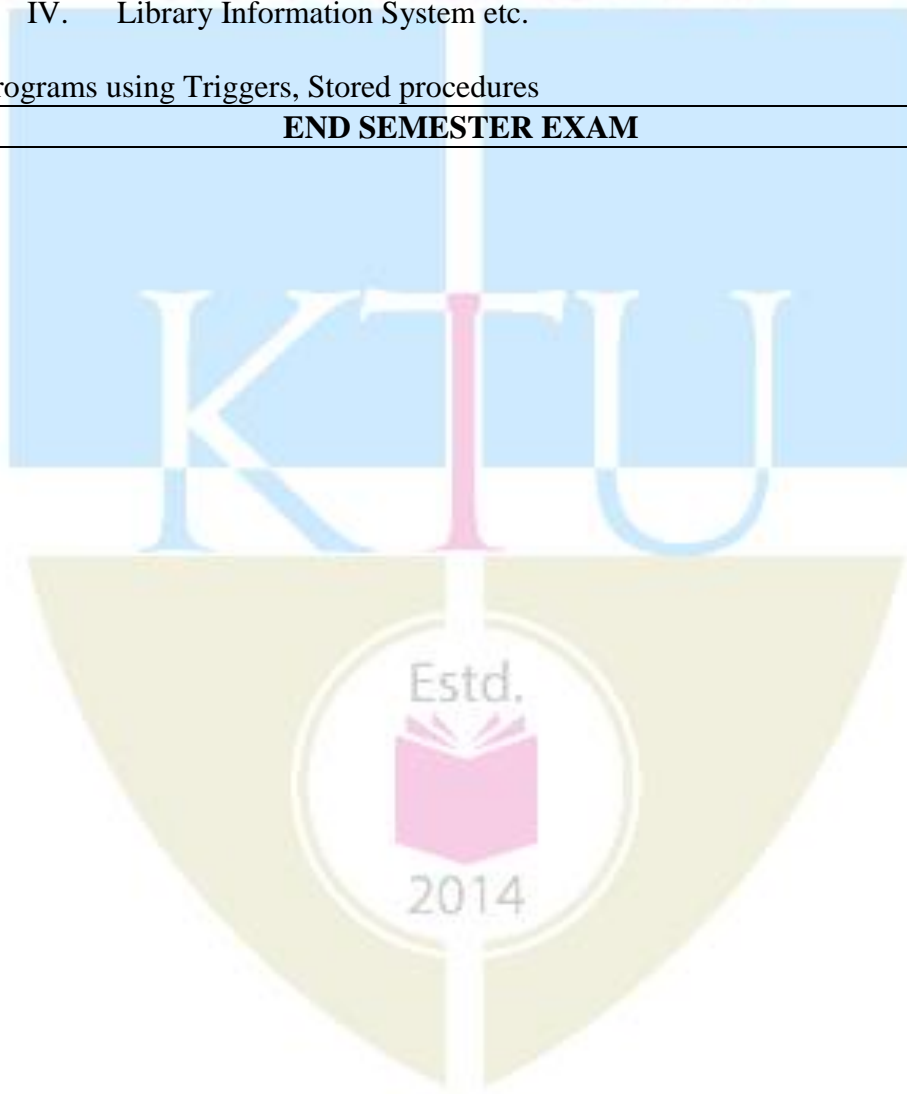 IV. Library Information System etc.
rograms using Triggers, Stored procedures
END SEMESTER EXAM
KTU
Estd.
2014